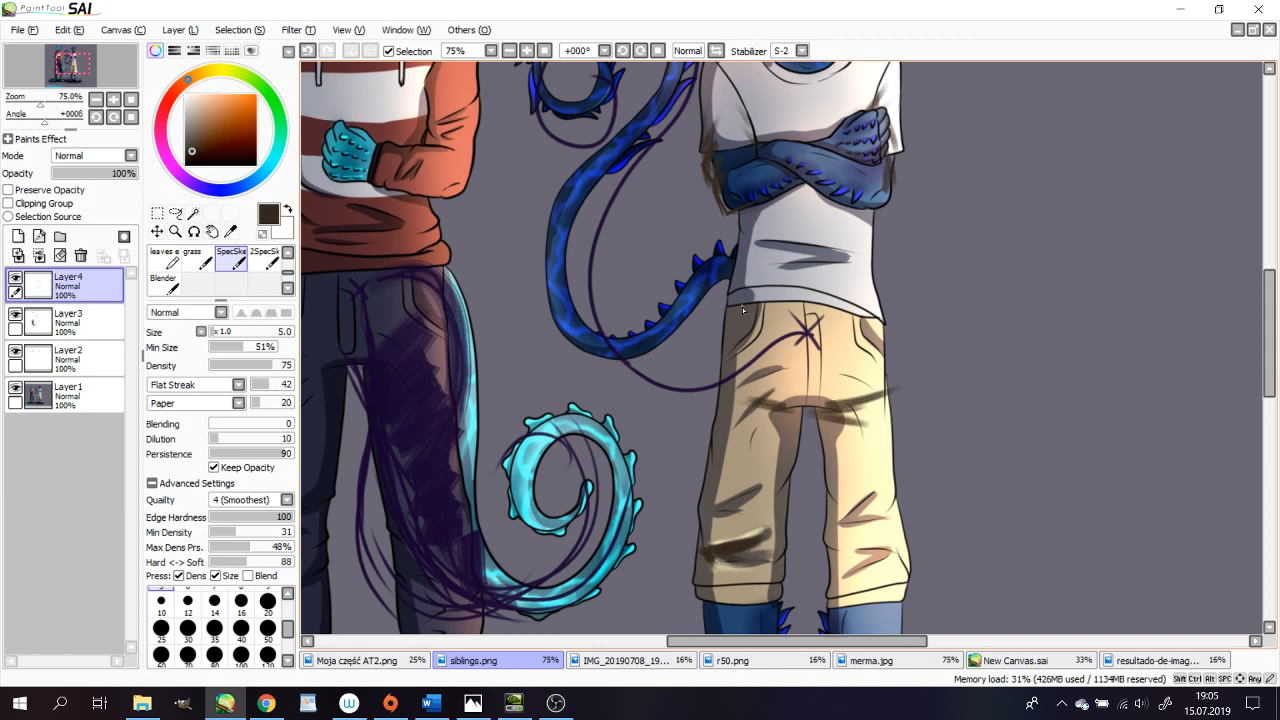 PaintTool SAI
File (F) Edit (E) Canvas (C) Layer (L) Selection (S) Filter (T) View (V) Window (W) Others (O)
Selection 75% +000° Normal Stabilizer S-2
Zoom 75.0%
Angle +0006
Paints Effect
Mode Normal
Opacity 100%
Preserve Opacity
Clipping Group
Selection Source
Layer4
Normal
100%
Layer3
Normal
100%
Layer2
Normal
100%
Layer1
Normal
100%
leaves e grass SpecSke 2SpecSk
Blender
Normal
Size x 1.0 5.0
Min Size 51%
Density 75
Flat Streak 42
Paper 20
Blending 0
Dilution 10
Persistence 90
Keep Opacity
Advanced Settings
Quailty 4 (Smoothest)
Edge Hardness 100
Min Density 31
Max Dens Prs. 48%
Hard <-> Soft 88
Press: Dens Size Blend
10 12 14 16 20
25 30 35 40 50
Moja część AT2.png 25% siblings.png 75% IMG_20190708_19... 16% r50.png 16% merma.jpg 75% New Canvas.sai 33% resultado-de-imag... 16%
Memory load: 31% (426MB used / 1134MB reserved) Shift Ctrl Alt SPC Any
19:05
15.07.2019